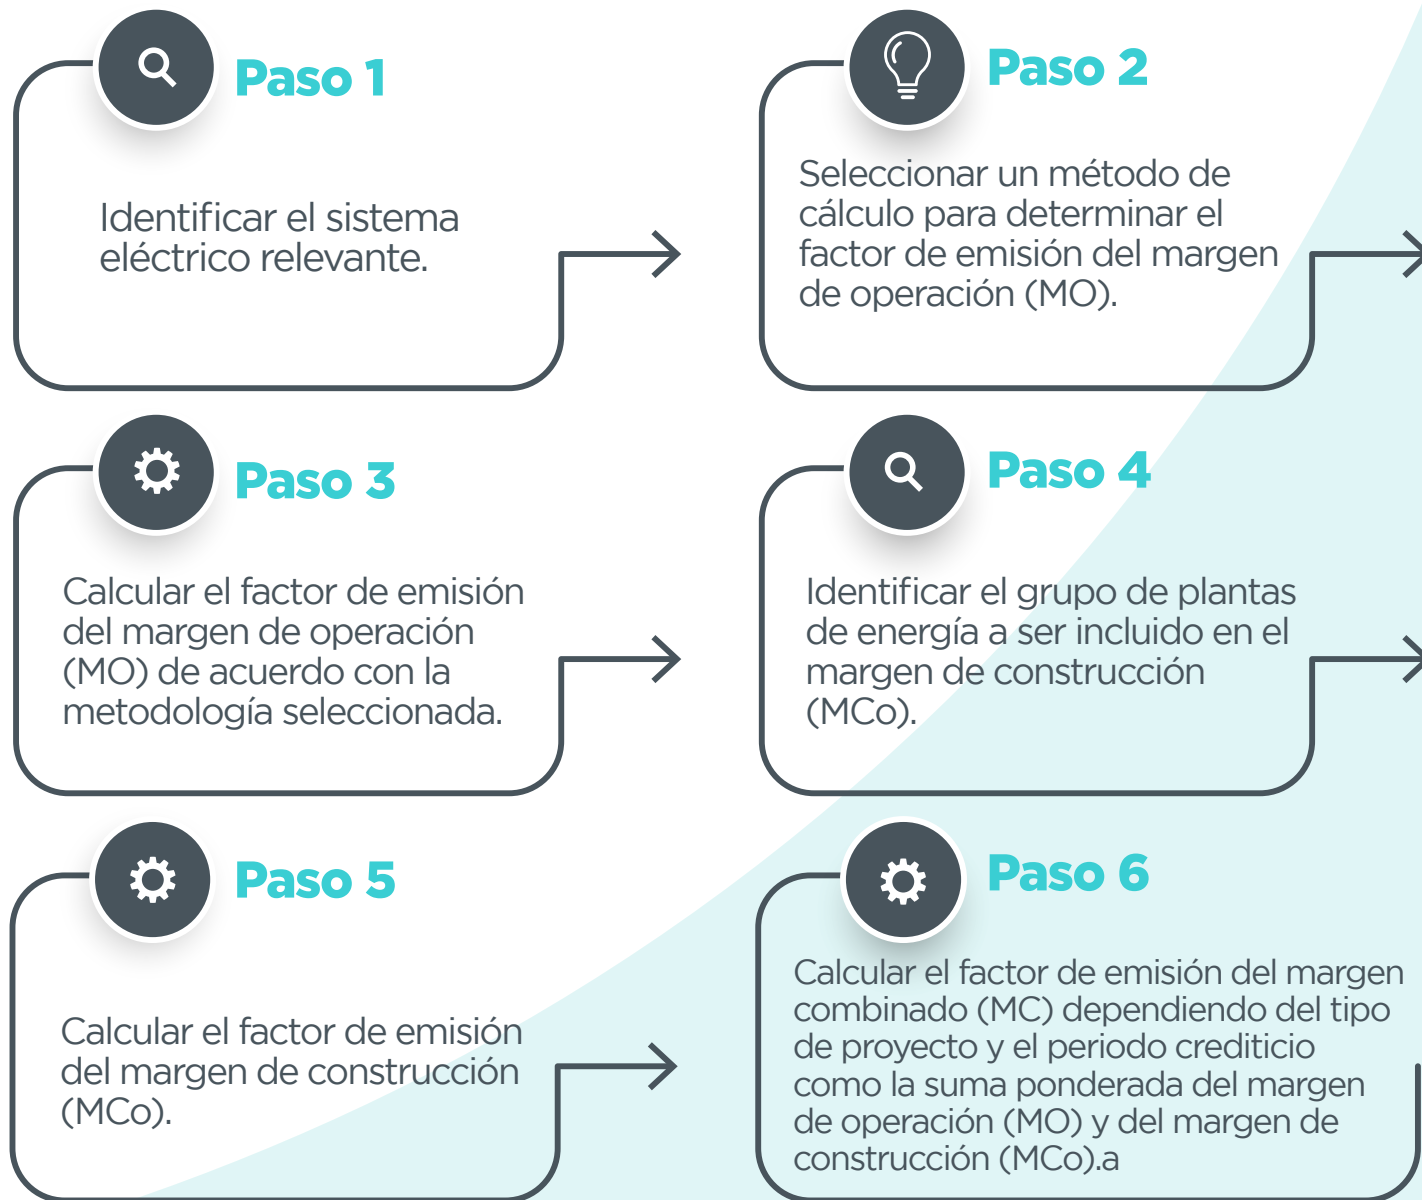 Paso 1
Identificar el sistema
eléctrico relevante.
Paso 2
Seleccionar un método de
cálculo para determinar el
factor de emisión del margen
de operación (MO).
Paso 3
Calcular el factor de emisión
del margen de operación
(MO) de acuerdo con la
metodología seleccionada.
Paso 4
Identificar el grupo de plantas
de energía a ser incluido en el
margen de construcción
(MCo).
Paso 5
Calcular el factor de emisión
del margen de construcción
(MCo).
Paso 6
Calcular el factor de emisión del margen
combinado (MC) dependiendo del tipo
de proyecto y el periodo crediticio
como la suma ponderada del margen
de operación (MO) y del margen de
construcción (MCo).a